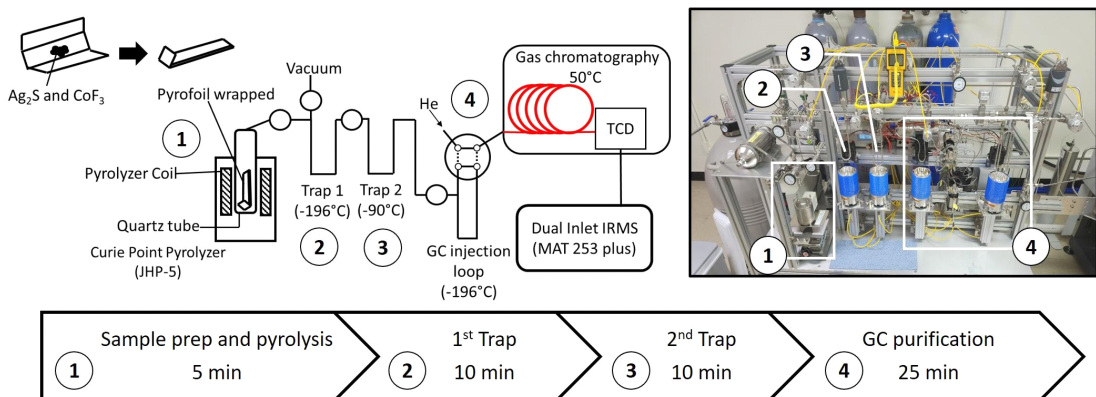 Ag₂S and CoF₃
Pyrofoil wrapped
1
Pyrolyzer Coil
Quartz tube
Curie Point Pyrolyzer
(JHP-5)
Vacuum
Trap 1
(-196°C)
2
Trap 2
(-90°C)
3
He
4
GC injection
loop
(-196°C)
Gas chromatography
50°C
TCD
Dual Inlet IRMS
(MAT 253 plus)
3
2
1
4
Sample prep and pyrolysis
1
5 min
1st Trap
2
10 min
2nd Trap
3
10 min
GC purification
4
25 min